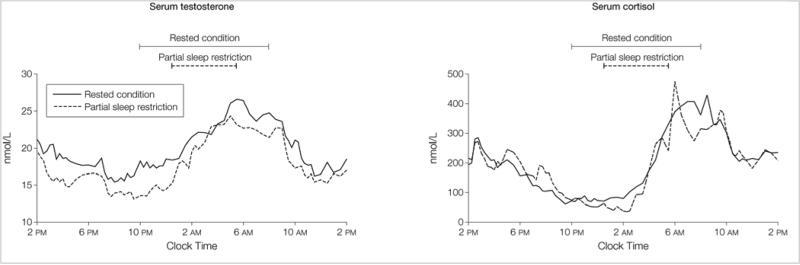 Serum testosterone
Rested condition
Partial sleep restriction
30
25
20
15
10
nmol/L
Rested condition
Partial sleep restriction
2 PM 6 PM 10 PM 2 AM 6 AM 10 AM 2 PM
Clock Time
Serum cortisol
Rested condition
Partial sleep restriction
500
400
300
200
100
0
nmol/L
2 PM 6 PM 10 PM 2 AM 6 AM 10 AM 2 PM
Clock Time